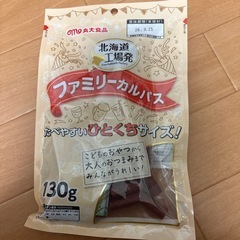 丸大食品
北海道
工場発
ファミリーカルパス
たべやすいひとくちサイズ！
こどものおやつから
大人のおつまみまで
みんながうれしい！
130g